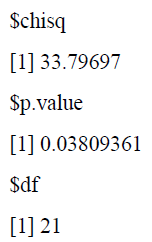 $chisq
[1] 33.79697
$p.value
[1] 0.03809361
$df
[1] 21